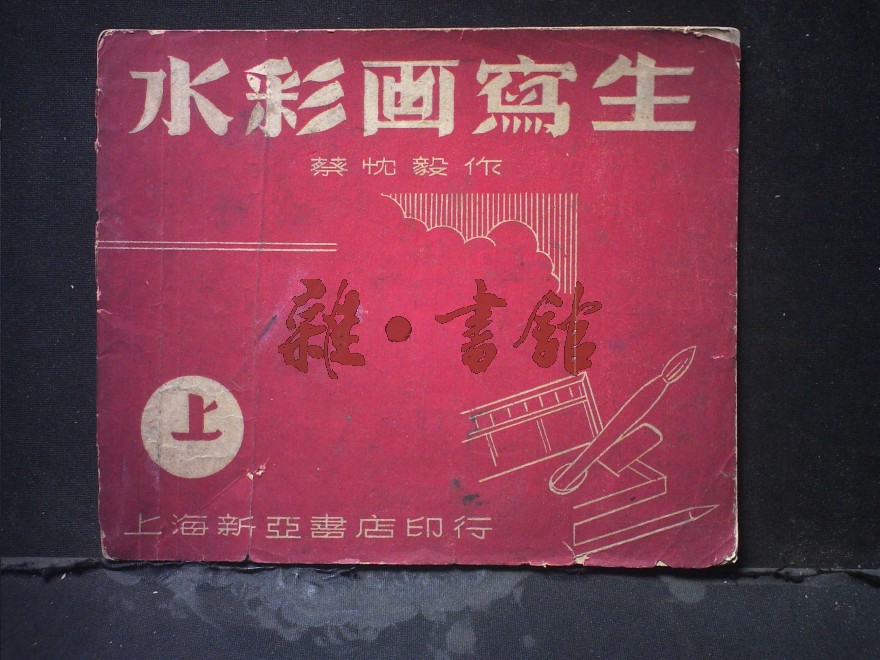 水彩画寫生
蔡忱毅作
雜·書舘
上
上海新亞書店印行